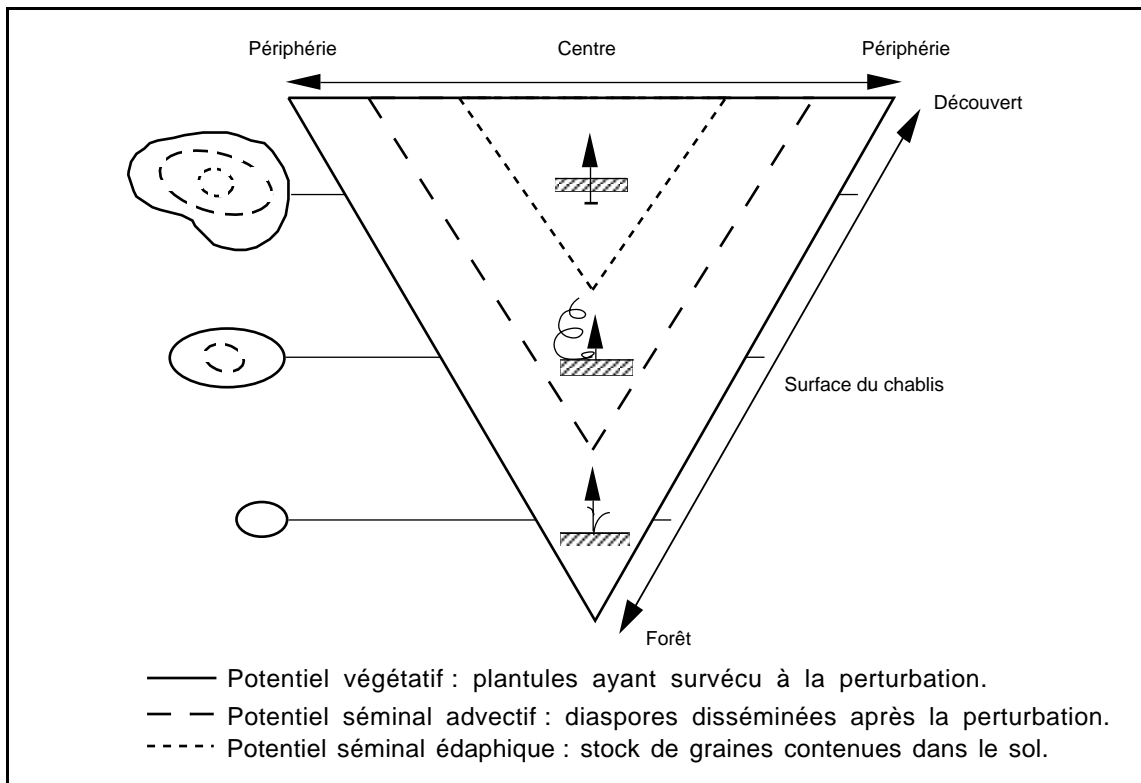 Périphérie
Centre
Périphérie
Découvert
Surface du chablis
Forêt
Potentiel végétatif : plantules ayant survécu à la perturbation.
Potentiel séminal advectif : diaspores disséminées après la perturbation.
Potentiel séminal édaphique : stock de graines contenues dans le sol.